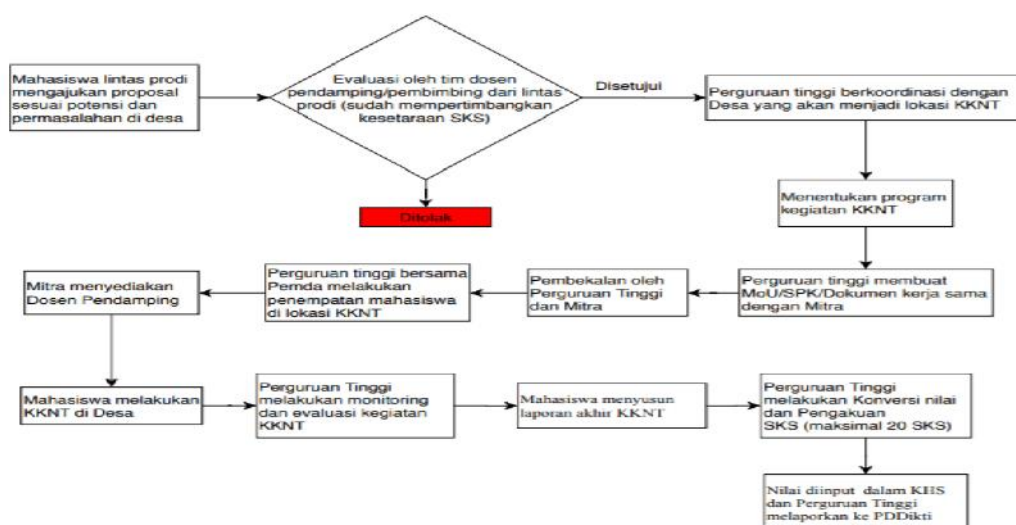 Mahasiswa lintas prodi
mengajukan proposal
sesuai potensi dan
permasalahan di desa
Evaluasi oleh tim dosen
pendamping/pembimbing dari lintas
prodi (sudah mempertimbangkan
kesetaraan SKS)
Disetujui
Perguruan tinggi berkoordinasi dengan
Desa yang akan menjadi lokasi KKNT
Ditolak
Menentukan program
kegiatan KKNT
Perguruan tinggi membuat
MoU/SPK/Dokumen kerja sama
dengan Mitra
Pembekalan oleh
Perguruan Tinggi
dan Mitra
Perguruan tinggi bersama
Pemda melakukan
penempatan mahasiswa
di lokasi KKNT
Mitra menyediakan
Dosen Pendamping
Mahasiswa melakukan
KKNT di Desa
Perguruan Tinggi
melakukan monitoring
dan evaluasi kegiatan
KKNT
Mahasiswa menyusun
laporan akhir KKNT
Perguruan Tinggi
melakukan Konversi nilai
dan Pengakuan
SKS (maksimal 20 SKS)
Nilai diinput dalam KHS
dan Perguruan Tinggi
melaporkan ke PDDikti